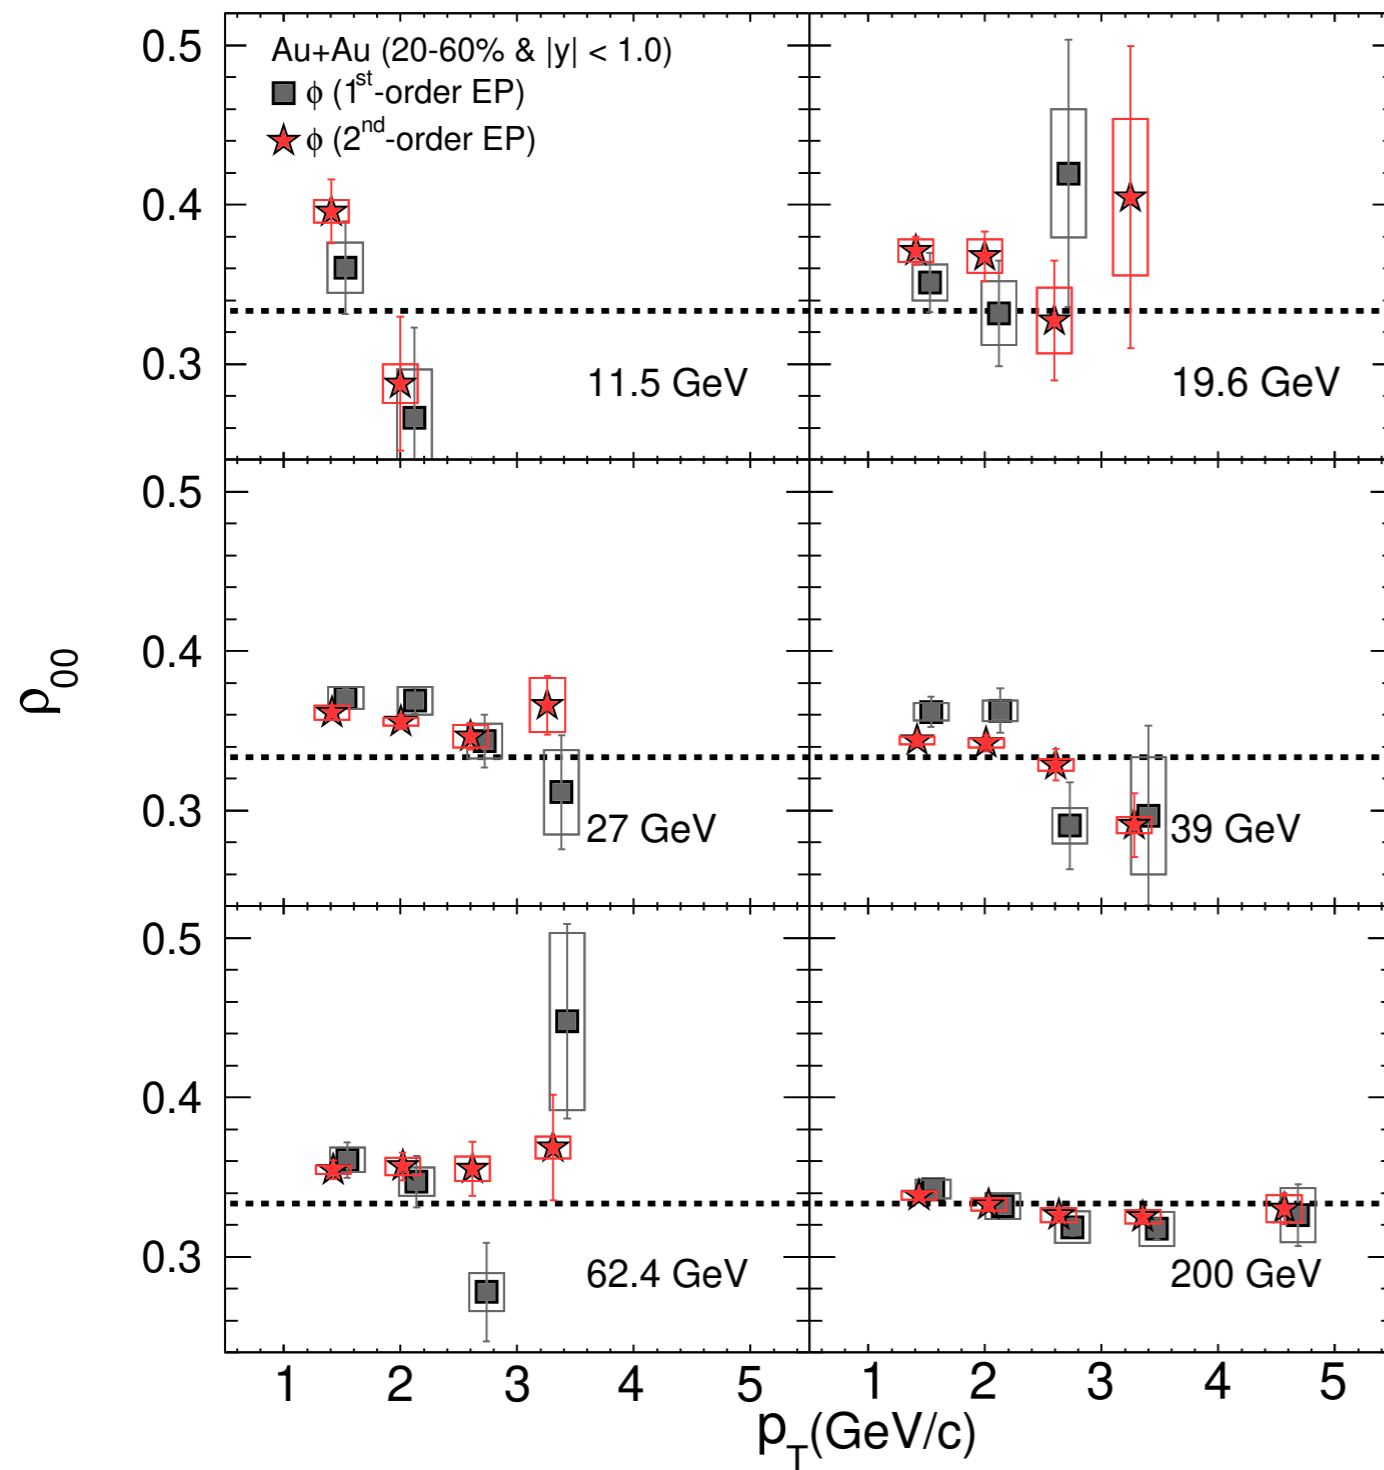 Au+Au (20-60% & |y| < 1.0)
ϕ (1st-order EP)
ϕ (2nd-order EP)
0.5
0.4
0.3
11.5 GeV
19.6 GeV
0.5
0.4
0.3
27 GeV
39 GeV
ρ00
0.5
0.4
0.3
62.4 GeV
200 GeV
1 2 3 4 5 1 2 3 4 5
pT(GeV/c)